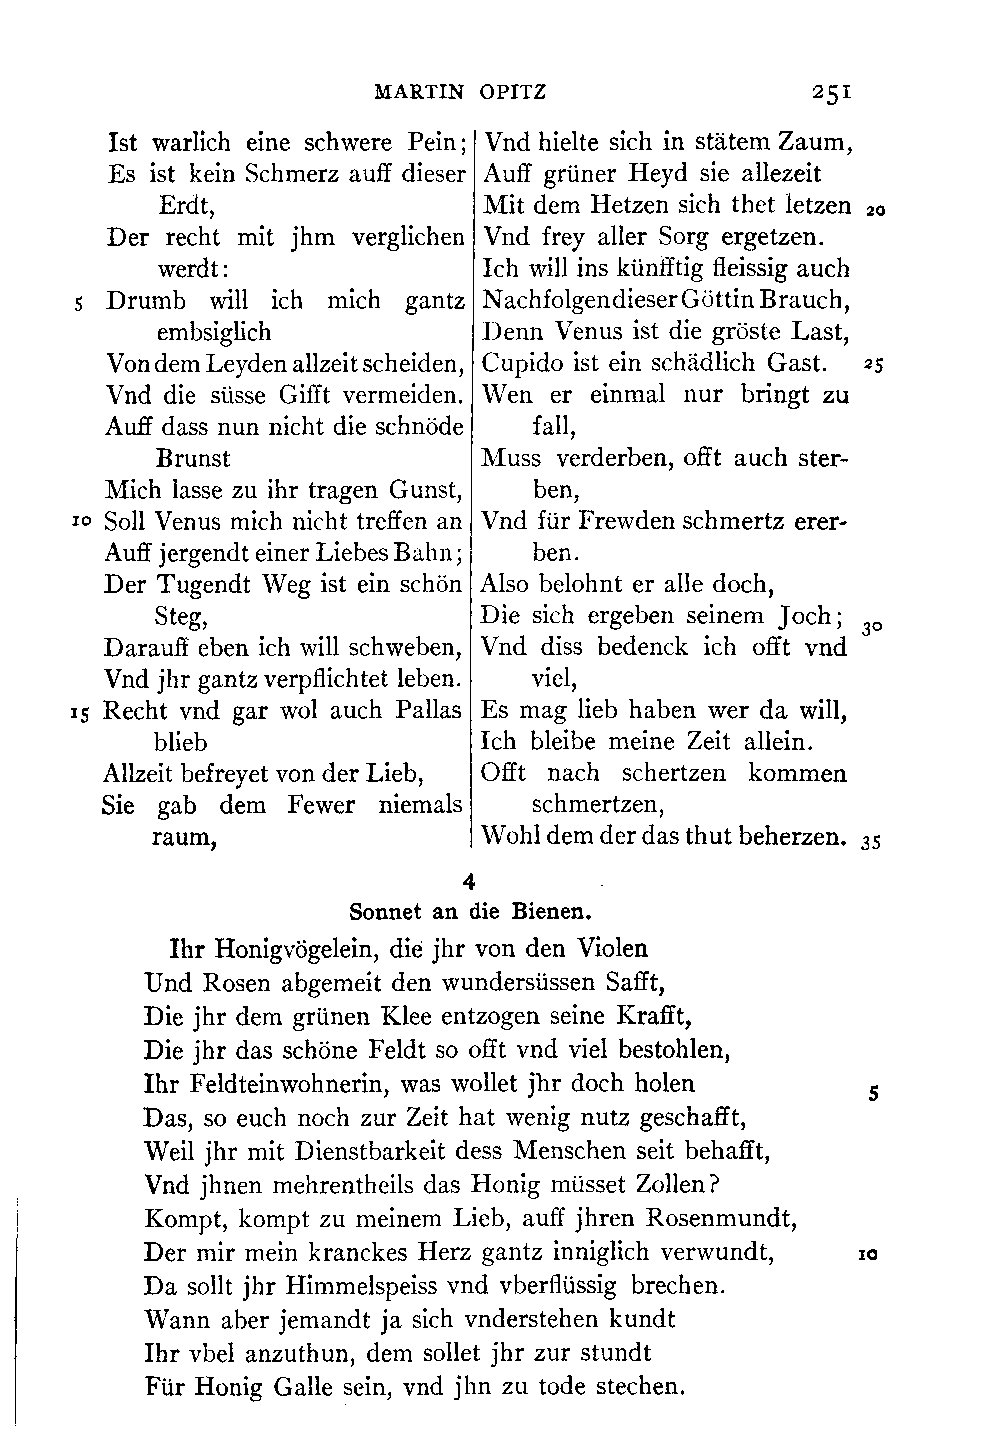 MARTIN OPITZ 251
Ist warlich eine schwere Pein;
Es ist kein Schmerz auff dieser
Erdt,
Der recht mit jhm verglichen
werdt:
5 Drumb will ich mich gantz
embsiglich
Von dem Leyden allzeit scheiden,
Vnd die süsse Gifft vermeiden.
Auff dass nun nicht die schnöde
Brunst
Mich lasse zu ihr tragen Gunst,
10 Soll Venus mich nicht treffen an
Auff jergendt einer Liebes Bahn;
Der Tugendt Weg ist ein schön
Steg,
Darauff eben ich will schweben,
Vnd jhr gantz verpflichtet leben.
15 Recht vnd gar wol auch Pallas
blieb
Allzeit befreyet von der Lieb,
Sie gab dem Fewer niemals
raum,
Vnd hielte sich in stätem Zaum,
Auff grüner Heyd sie allezeit
Mit dem Hetzen sich thet letzen 20
Vnd frey aller Sorg ergetzen.
Ich will ins künfftig fleissig auch
Nachfolgen dieser Göttin Brauch,
Denn Venus ist die gröste Last,
Cupido ist ein schädlich Gast. 25
Wen er einmal nur bringt zu
fall,
Muss verderben, offt auch ster-
ben,
Vnd für Frewden schmertz erer-
ben.
Also belohnt er alle doch,
Die sich ergeben seinem Joch; 30
Vnd diss bedenck ich offt vnd
viel,
Es mag lieb haben wer da will,
Ich bleibe meine Zeit allein.
Offt nach schertzen kommen
schmertzen,
Wohl dem der das thut beherzen. 35
4
Sonnet an die Bienen.
Ihr Honigvögelein, die jhr von den Violen
Und Rosen abgemeit den wundersüssen Safft,
Die jhr dem grünen Klee entzogen seine Krafft,
Die jhr das schöne Feldt so offt vnd viel bestohlen,
Ihr Feldteinwohnerin, was wollet jhr doch holen 5
Das, so euch noch zur Zeit hat wenig nutz geschafft,
Weil jhr mit Dienstbarkeit dess Menschen seit behafft,
Vnd jhnen mehrentheils das Honig müsset Zollen?
Kompt, kompt zu meinem Lieb, auff jhren Rosenmundt,
Der mir mein kranckes Herz gantz inniglich verwundt, 10
Da sollt jhr Himmelspeiss vnd vberflüssig brechen.
Wann aber jemandt ja sich vnderstehen kundt
Ihr vbel anzuthun, dem sollet jhr zur stundt
Für Honig Galle sein, vnd jhn zu tode stechen.